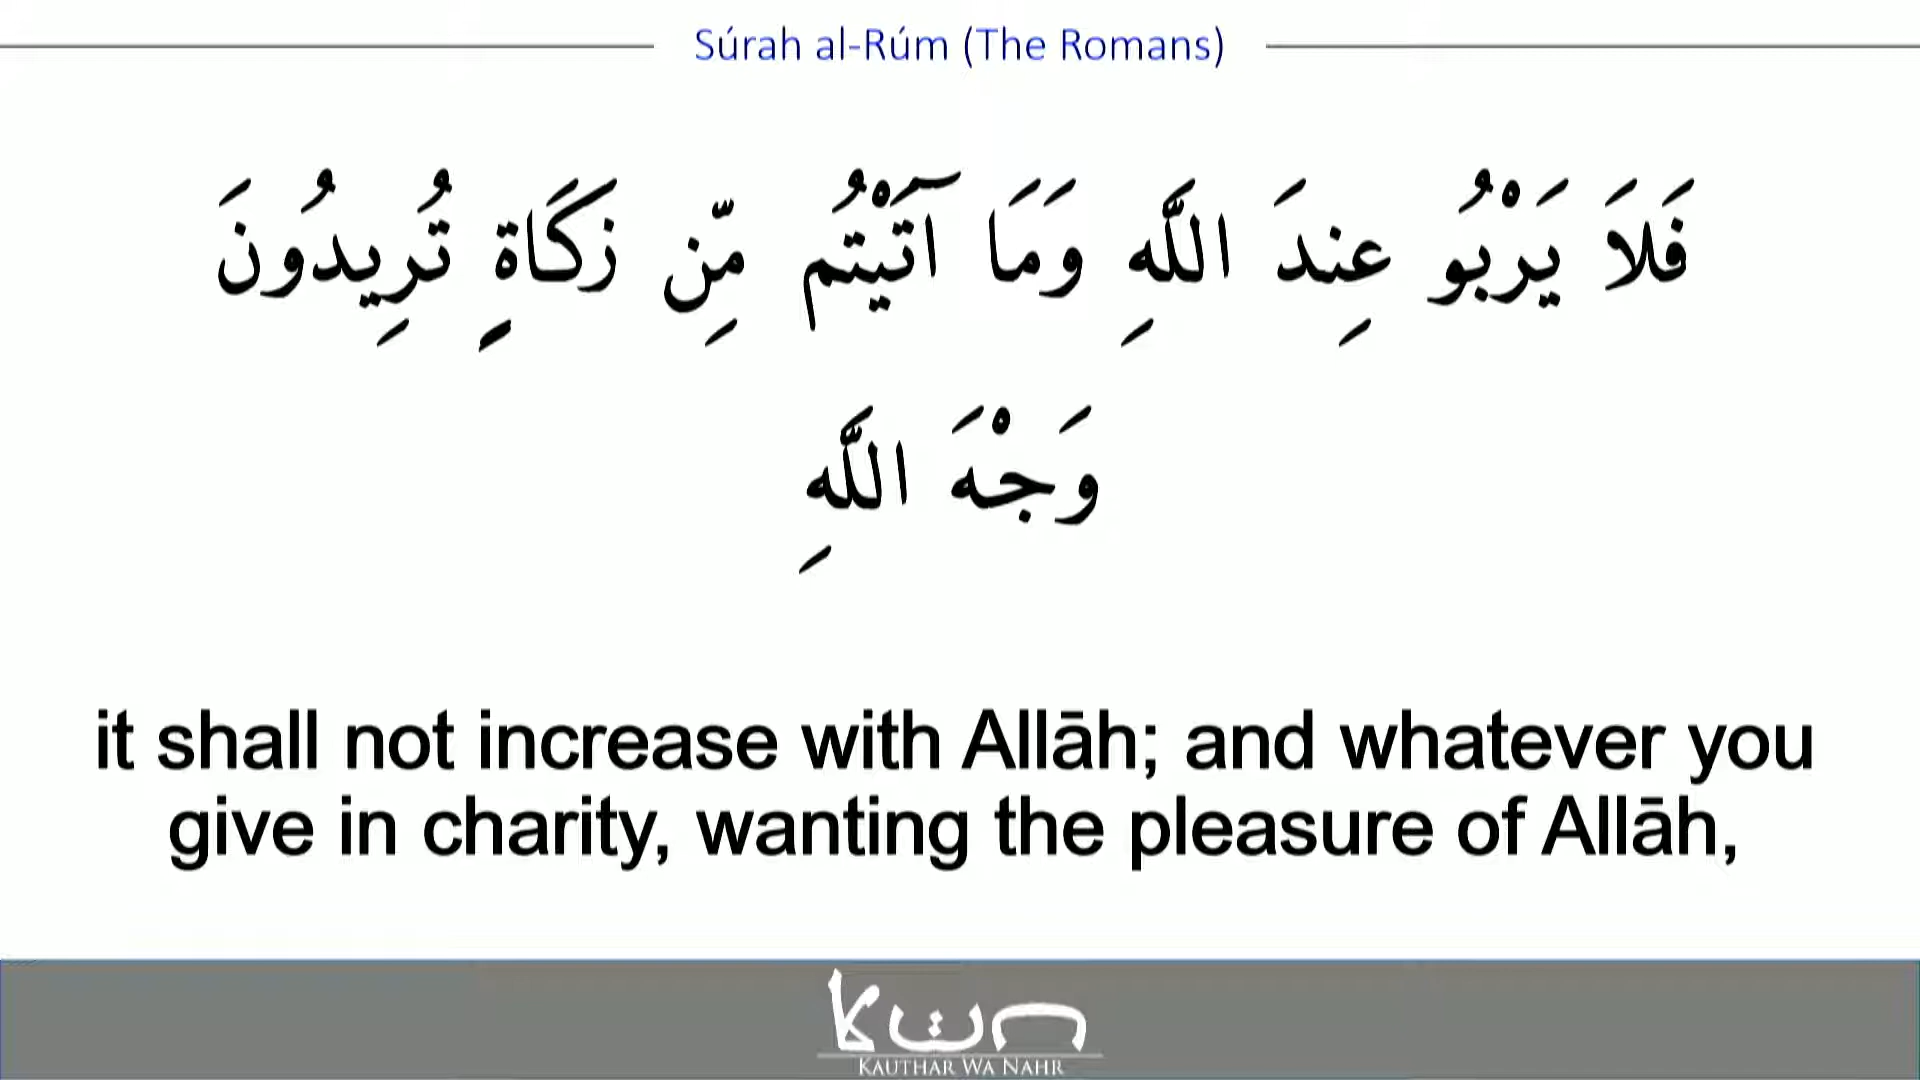 Súrah al-Rúm (The Romans)
فَلَا يَرْبُو عِندَ اللَّهِ وَمَا آتَيْتُم مِّن زَكَاةٍ تُرِيدُونَ
وَجْهَ اللَّهِ
it shall not increase with Allāh; and whatever you
give in charity, wanting the pleasure of Allāh,
KWN
KAUTHAR WA NAHR